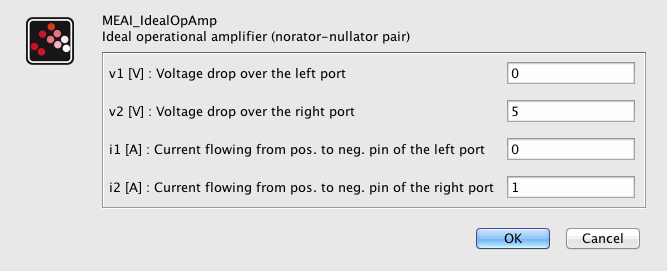 MEAI_IdealOpAmp
Ideal operational amplifier (norator-nullator pair)
v1 [V] : Voltage drop over the left port 0
v2 [V] : Voltage drop over the right port 5
i1 [A] : Current flowing from pos. to neg. pin of the left port 0
i2 [A] : Current flowing from pos. to neg. pin of the right port 1
OK Cancel